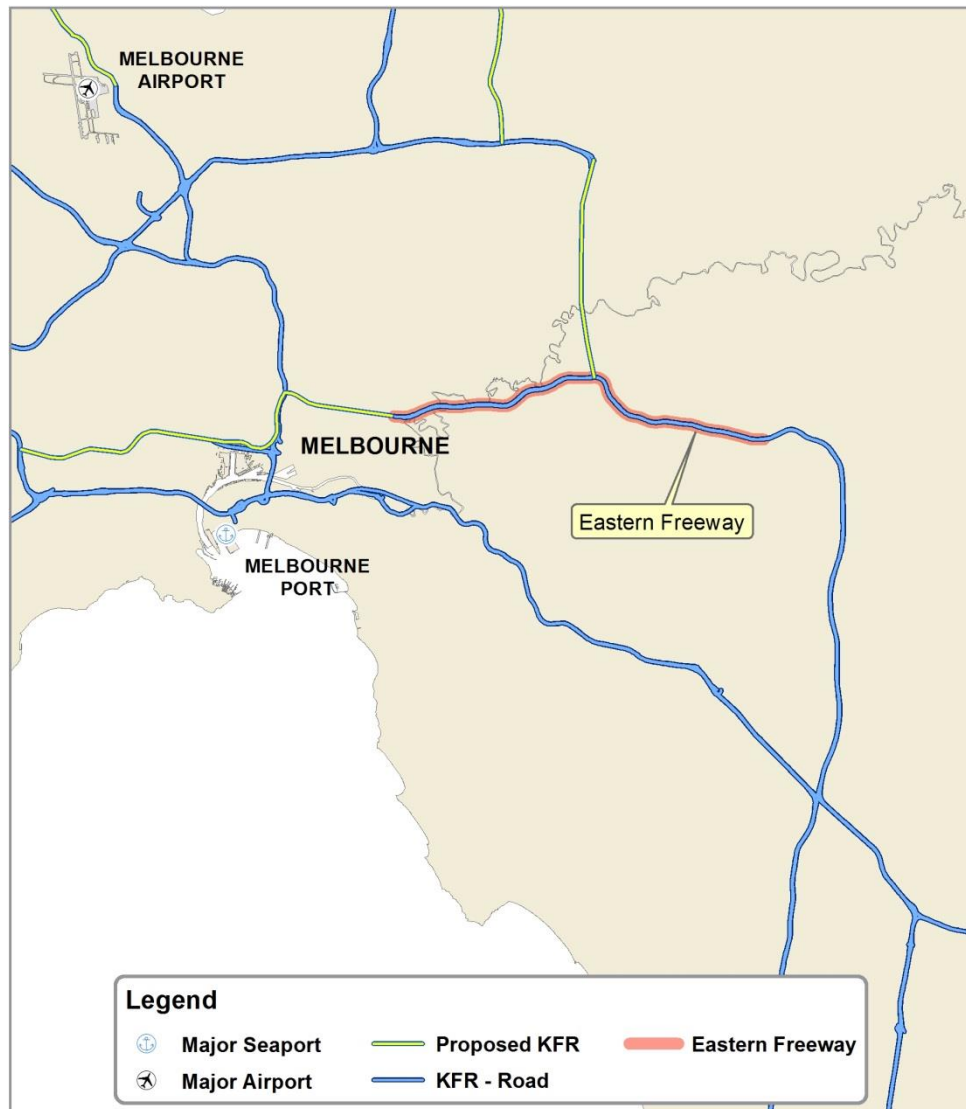 MELBOURNE
AIRPORT
MELBOURNE
Eastern Freeway
MELBOURNE
PORT
Legend
Major Seaport
Proposed KFR
Eastern Freeway
Major Airport
KFR - Road